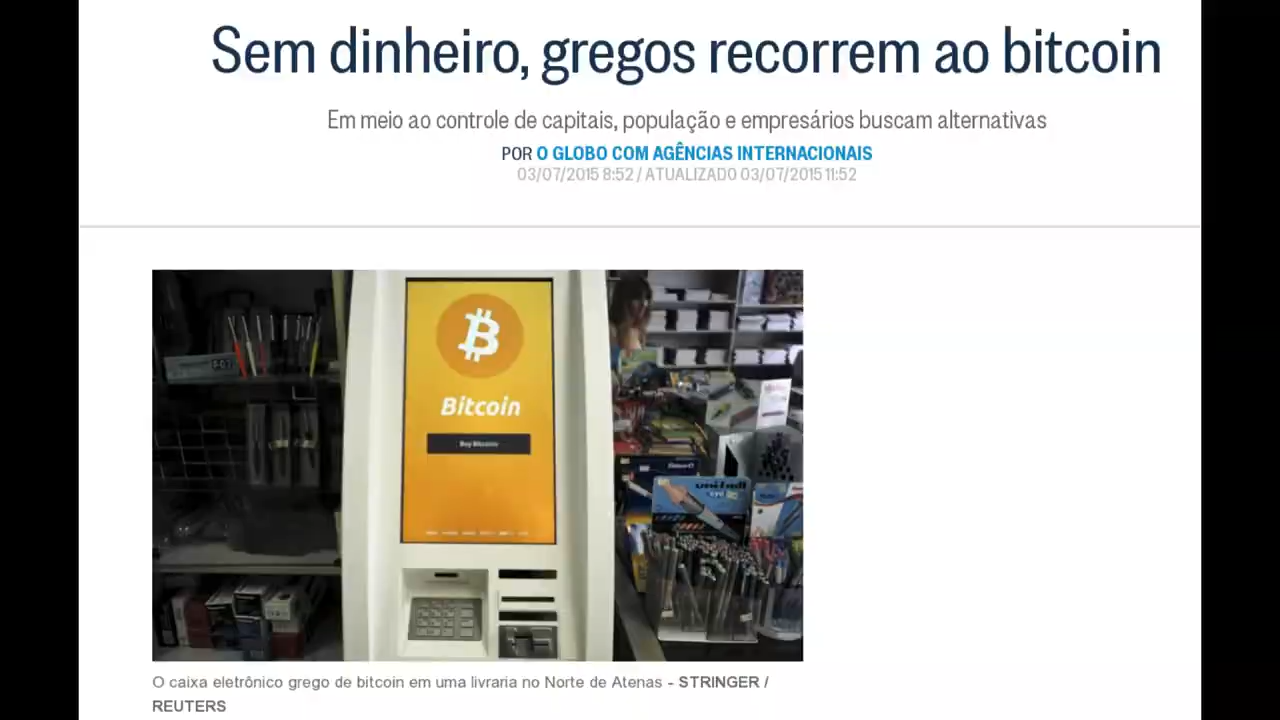 Sem dinheiro, gregos recorrem ao bitcoin
Em meio ao controle de capitais, população e empresários buscam alternativas
POR O GLOBO COM AGÊNCIAS INTERNACIONAIS
03/07/2015 8:52 / ATUALIZADO 03/07/2015 11:52
Bitcoin
Buy Bitcoin
O caixa eletrônico grego de bitcoin em uma livraria no Norte de Atenas - STRINGER /
REUTERS